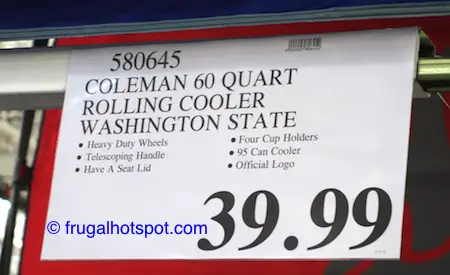 580645
COLEMAN 60 QUART
ROLLING COOLER
WASHINGTON STATE
• Heavy Duty Wheels
• Telescoping Handle
• Have A Seat Lid
• Four Cup Holders
• 95 Can Cooler
• Official Logo
39.99
© frugalhotspot.com